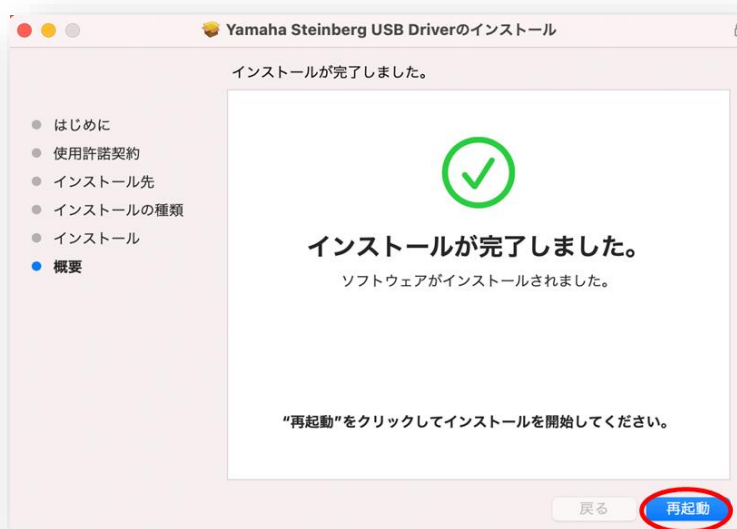 Yamaha Steinberg USB Driverのインストール
インストールが完了しました。
はじめに
使用許諾契約
インストール先
インストールの種類
インストール
概要
インストールが完了しました。
ソフトウェアがインストールされました。
“再起動”をクリックしてインストールを開始してください。
戻る
再起動